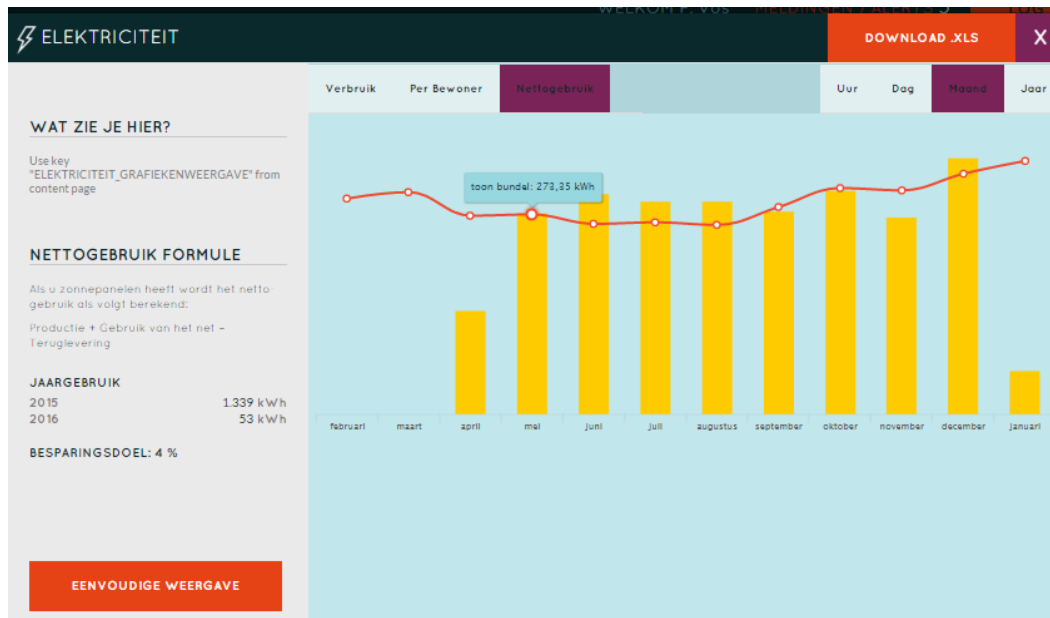 WELKOM P. Vos
ELEKTRICITEIT
DOWNLOAD .XLS
X
Verbruik Per Bewoner Nettogebruik Uur Dag Maand Jaar
WAT ZIE JE HIER?
Use key
"ELEKTRICITEIT_GRAFIEKENWEERGAVE" from
content page
NETTOGEBRUIK FORMULE
Als u zonnepanelen heeft wordt het netto-
gebruik als volgt berekend:
Productie + Gebruik van het net –
Teruglevering
JAARGEBRUIK
2015 1.339 kWh
2016 53 kWh
BESPARINGSDOEL: 4 %
EENVOUDIGE WEERGAVE
toon bundel: 273,35 kWh
februari maart april mei juni juli augustus september oktober november december januari